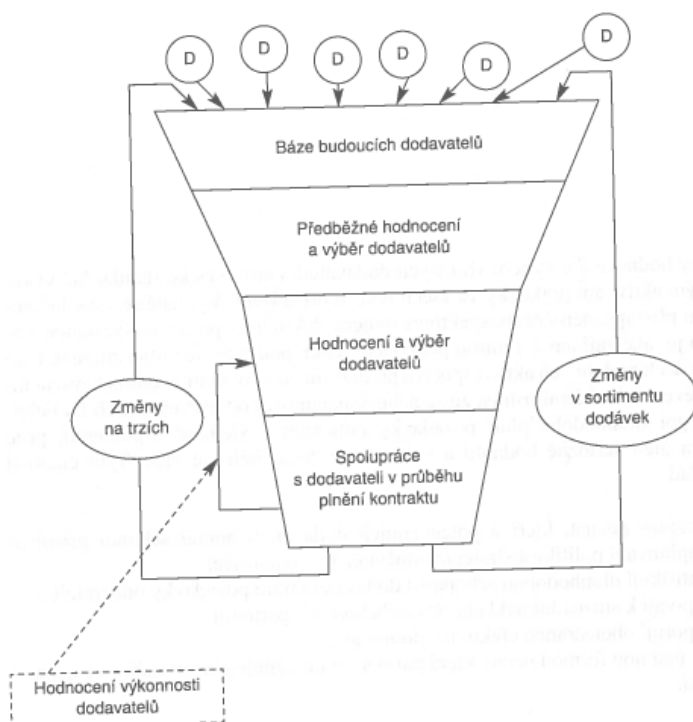 D D D D D D D
Báze budoucích dodavatelů
Předběžné hodnocení
a výběr dodavatelů
Hodnocení a výběr
dodavatelů
Změny
na trzích
Změny
v sortimentu
dodávek
Spolupráce
s dodavateli v průběhu
plnění kontraktu
Hodnocení výkonnosti
dodavatelů